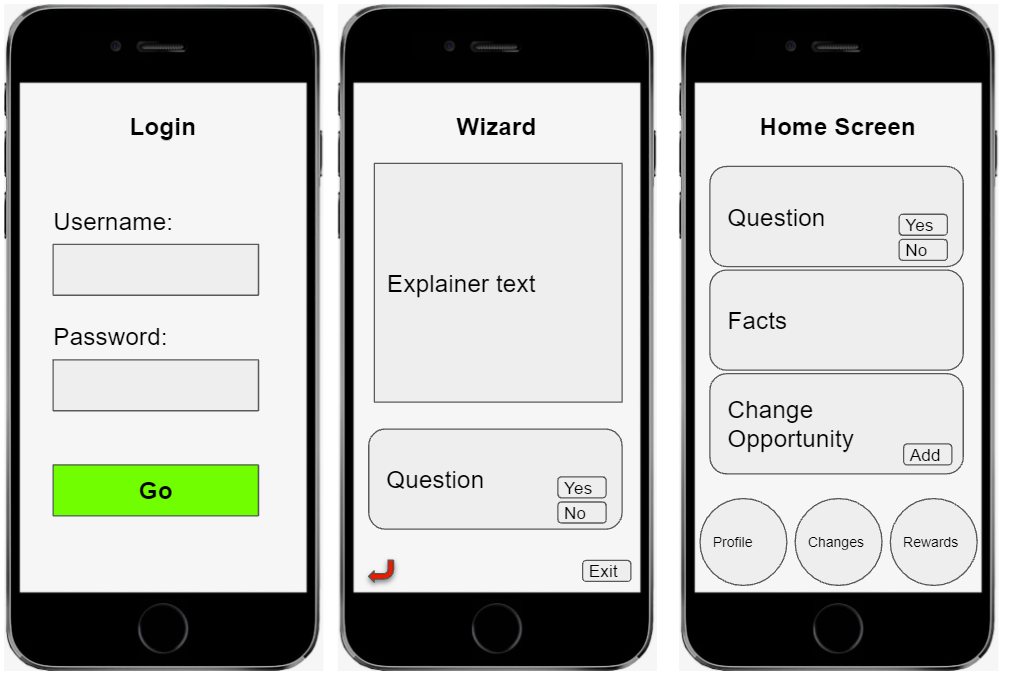 Login
Username:
Password:
Go
Wizard
Explainer text
Question
Yes
No
Exit
Home Screen
Question
Yes
No
Facts
Change
Opportunity
Add
Profile
Changes
Rewards